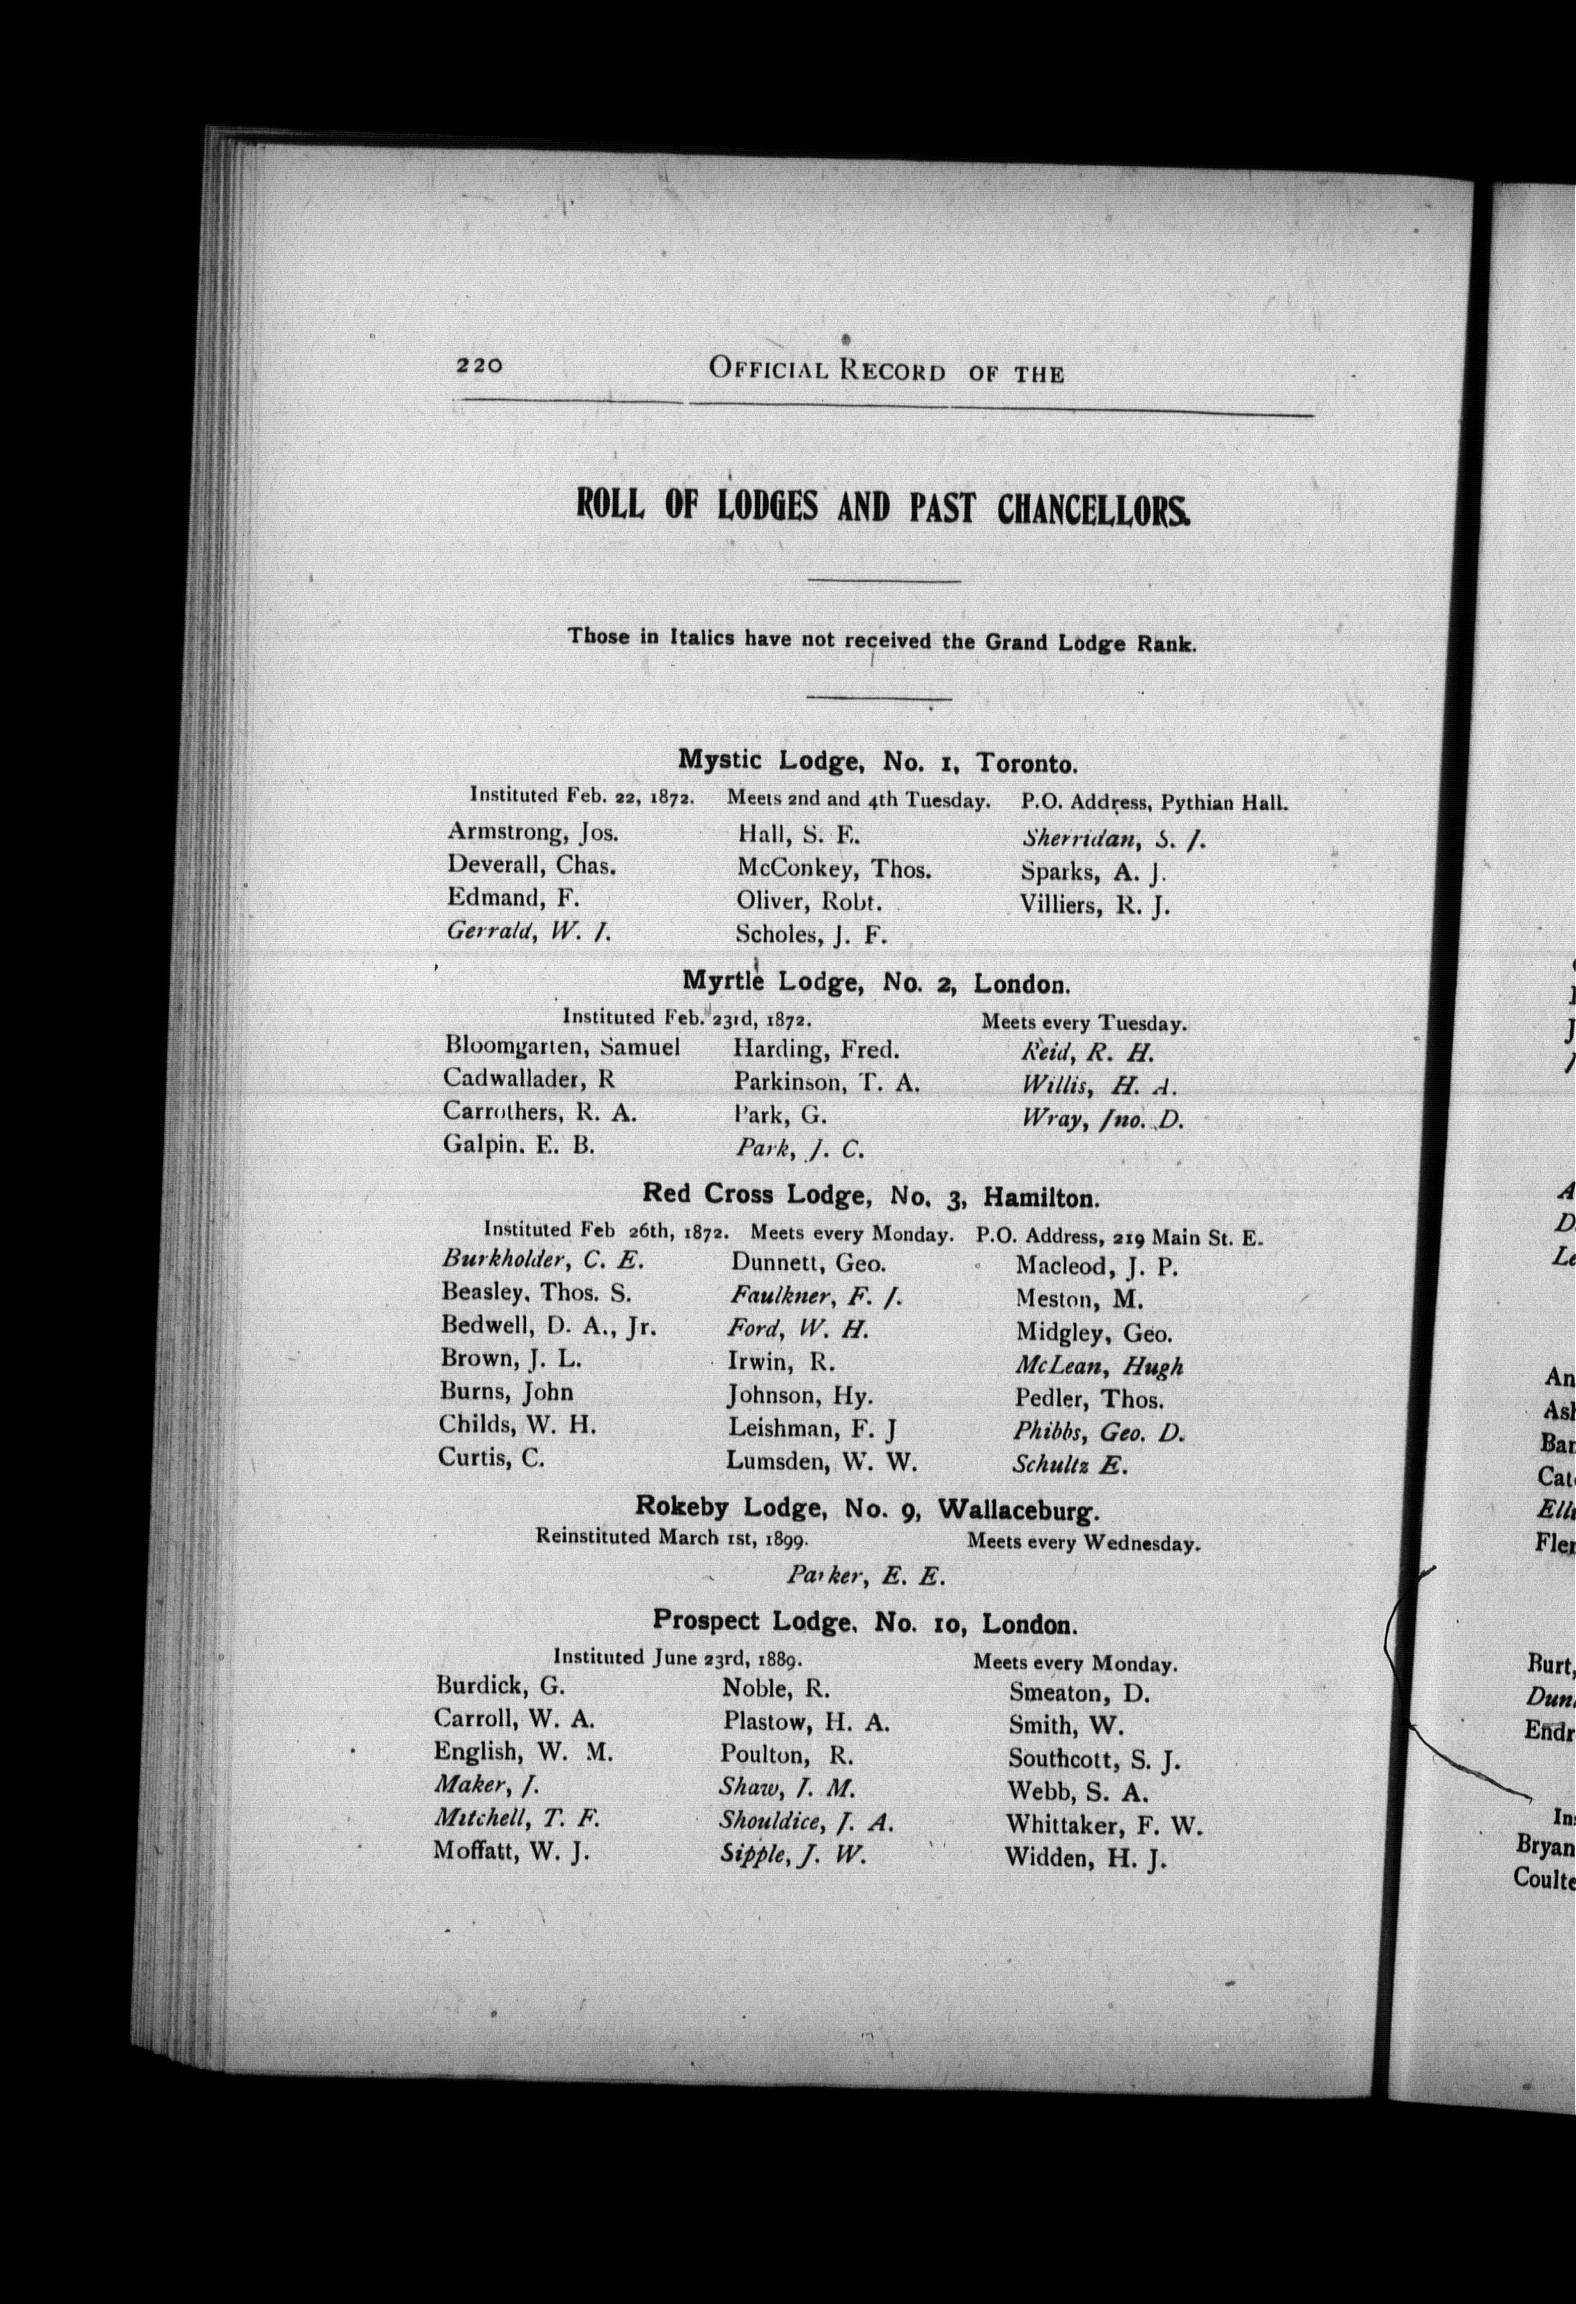 220 OFFICIAL RECORD OF THE
ROLL OF LODGES AND PAST CHANCELLORS.
Those in Italics have not received the Grand Lodge Rank.
Mystic Lodge, No. 1, Toronto.
Instituted Feb. 22, 1872. Meets 2nd and 4th Tuesday. P.O. Address, Pythian Hall.
Armstrong, Jos. Hall, S. E. Sherridan, S. J.
Deverall, Chas. McConkey, Thos. Sparks, A. J.
Edmand, F. Oliver, Robt. Villiers, R. J.
Gerrald, W. J. Scholes, J. F.
Myrtle Lodge, No. 2, London.
Instituted Feb. 23rd, 1872. Meets every Tuesday.
Bloomgarten, Samuel Harding, Fred. Reid, R. H.
Cadwallader, R Parkinson, T. A. Willis, H. A.
Carrothers, R. A. Park, G. Wray, Jno. D.
Galpin. E. B. Park, J. C.
Red Cross Lodge, No. 3, Hamilton.
Instituted Feb 26th, 1872. Meets every Monday. P.O. Address, 219 Main St. E.
Burkholder, C. E. Dunnett, Geo. Macleod, J. P.
Beasley, Thos. S. Faulkner, F. J. Meston, M.
Bedwell, D. A., Jr. Ford, W. H. Midgley, Geo.
Brown, J. L. Irwin, R. McLean, Hugh
Burns, John Johnson, Hy. Pedler, Thos.
Childs, W. H. Leishman, F. J Phibbs, Geo. D.
Curtis, C. Lumsden, W. W. Schultz E.
Rokeby Lodge, No. 9, Wallaceburg.
Reinstituted March 1st, 1899. Meets every Wednesday.
Parker, E. E.
Prospect Lodge, No. 10, London.
Instituted June 23rd, 1889. Meets every Monday.
Burdick, G. Noble, R. Smeaton, D.
Carroll, W. A. Plastow, H. A. Smith, W.
English, W. M. Poulton, R. Southcott, S. J.
Maker, J. Shaw, J. M. Webb, S. A.
Mitchell, T. F. Shouldice, J. A. Whittaker, F. W.
Moffatt, W. J. Sipple, J. W. Widden, H. J.
Burt,
Bryan